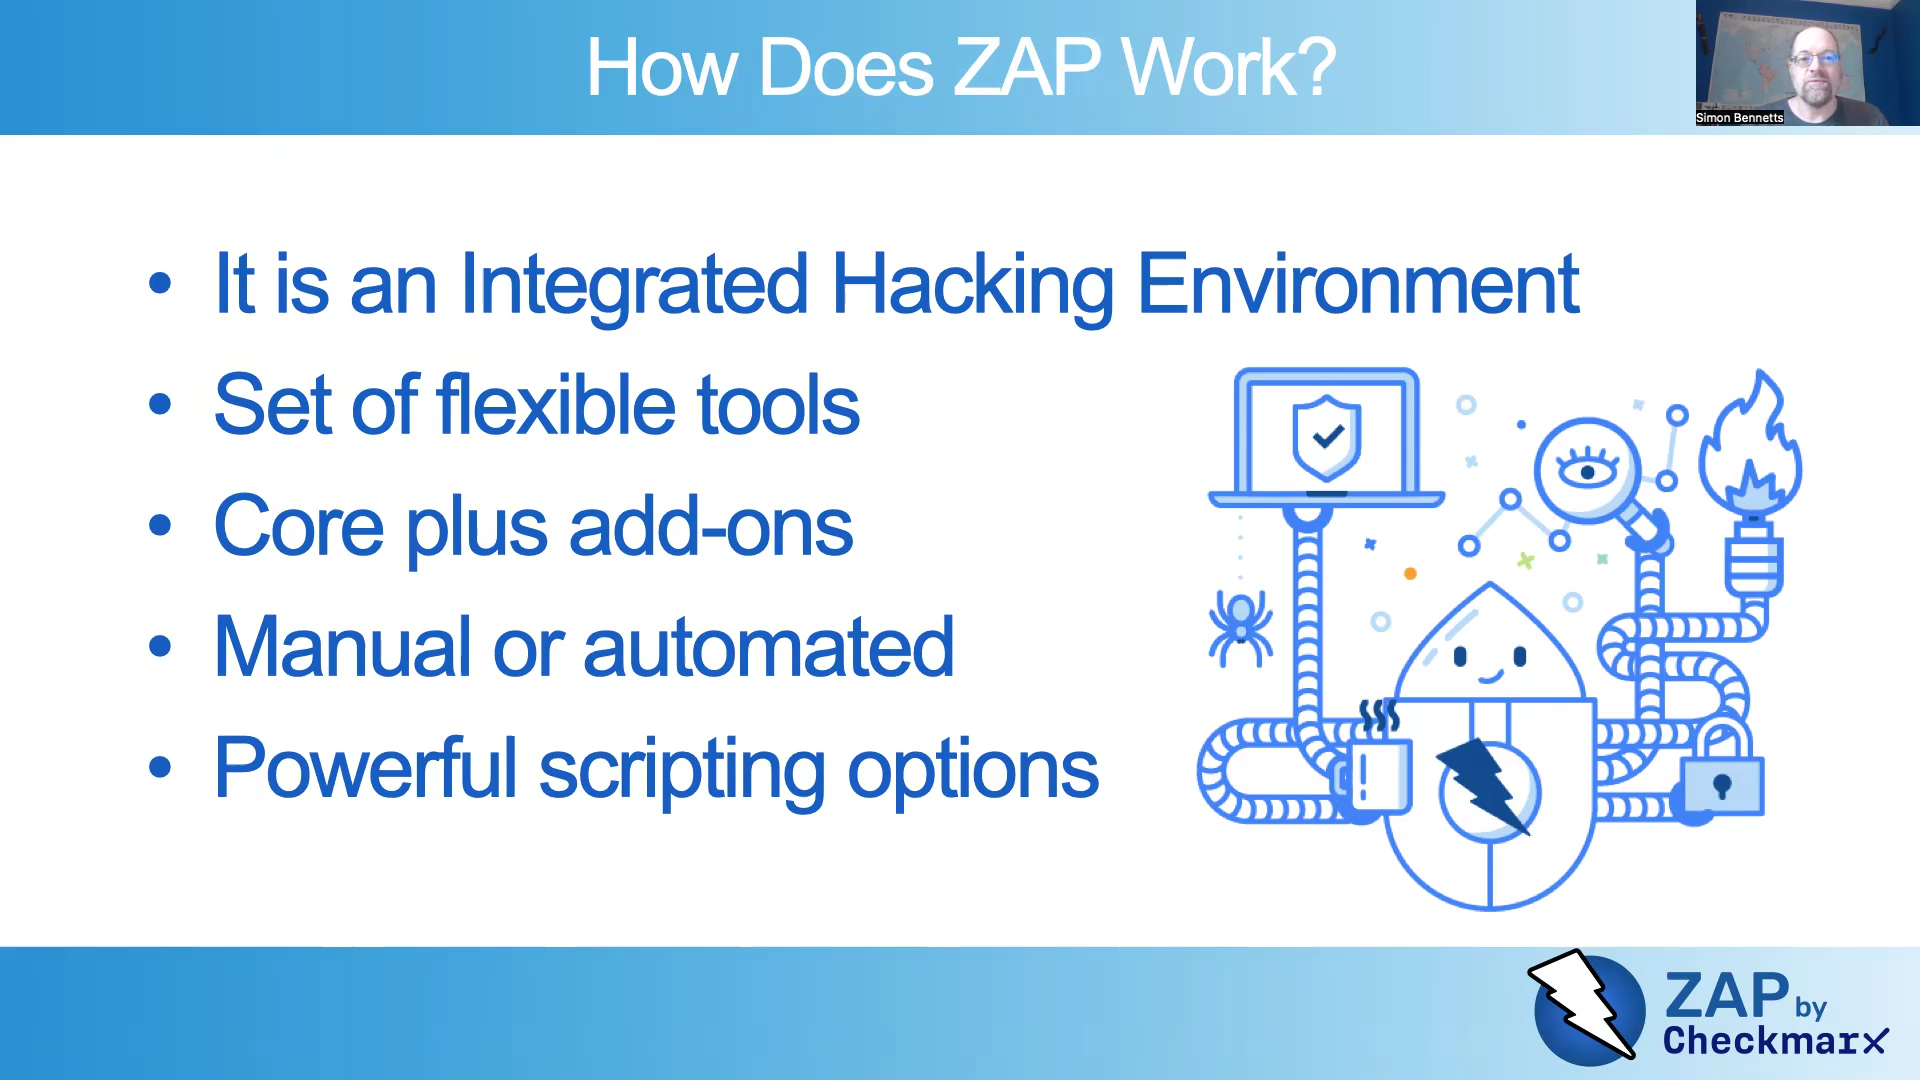 How Does ZAP Work?
Simon Bennetts
• It is an Integrated Hacking Environment
• Set of flexible tools
• Core plus add-ons
• Manual or automated
• Powerful scripting options
ZAP by
Checkmarx